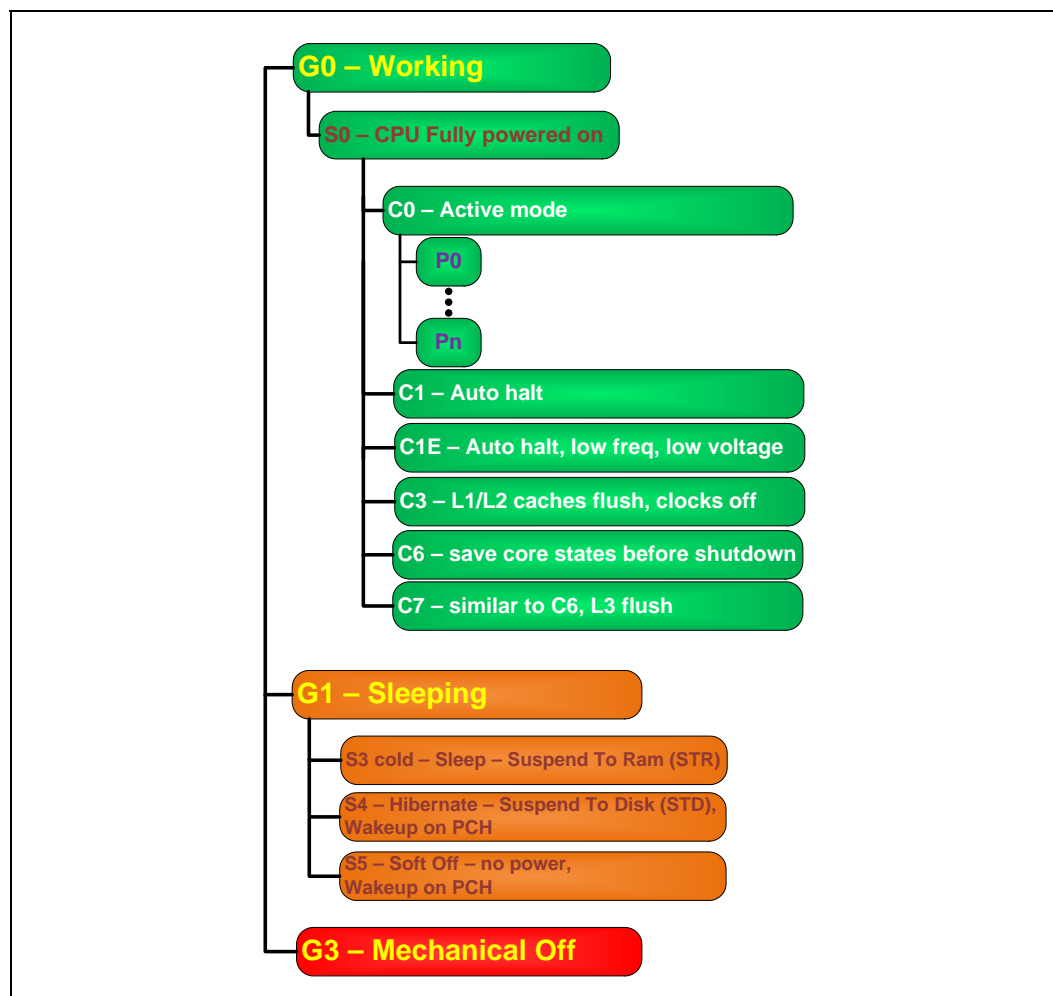 G0 – Working
S0 – CPU Fully powered on
C0 – Active mode
P0
Pn
C1 – Auto halt
C1E – Auto halt, low freq, low voltage
C3 – L1/L2 caches flush, clocks off
C6 – save core states before shutdown
C7 – similar to C6, L3 flush
G1 – Sleeping
S3 cold – Sleep – Suspend To Ram (STR)
S4 – Hibernate – Suspend To Disk (STD),
Wakeup on PCH
S5 – Soft Off – no power,
Wakeup on PCH
G3 – Mechanical Off